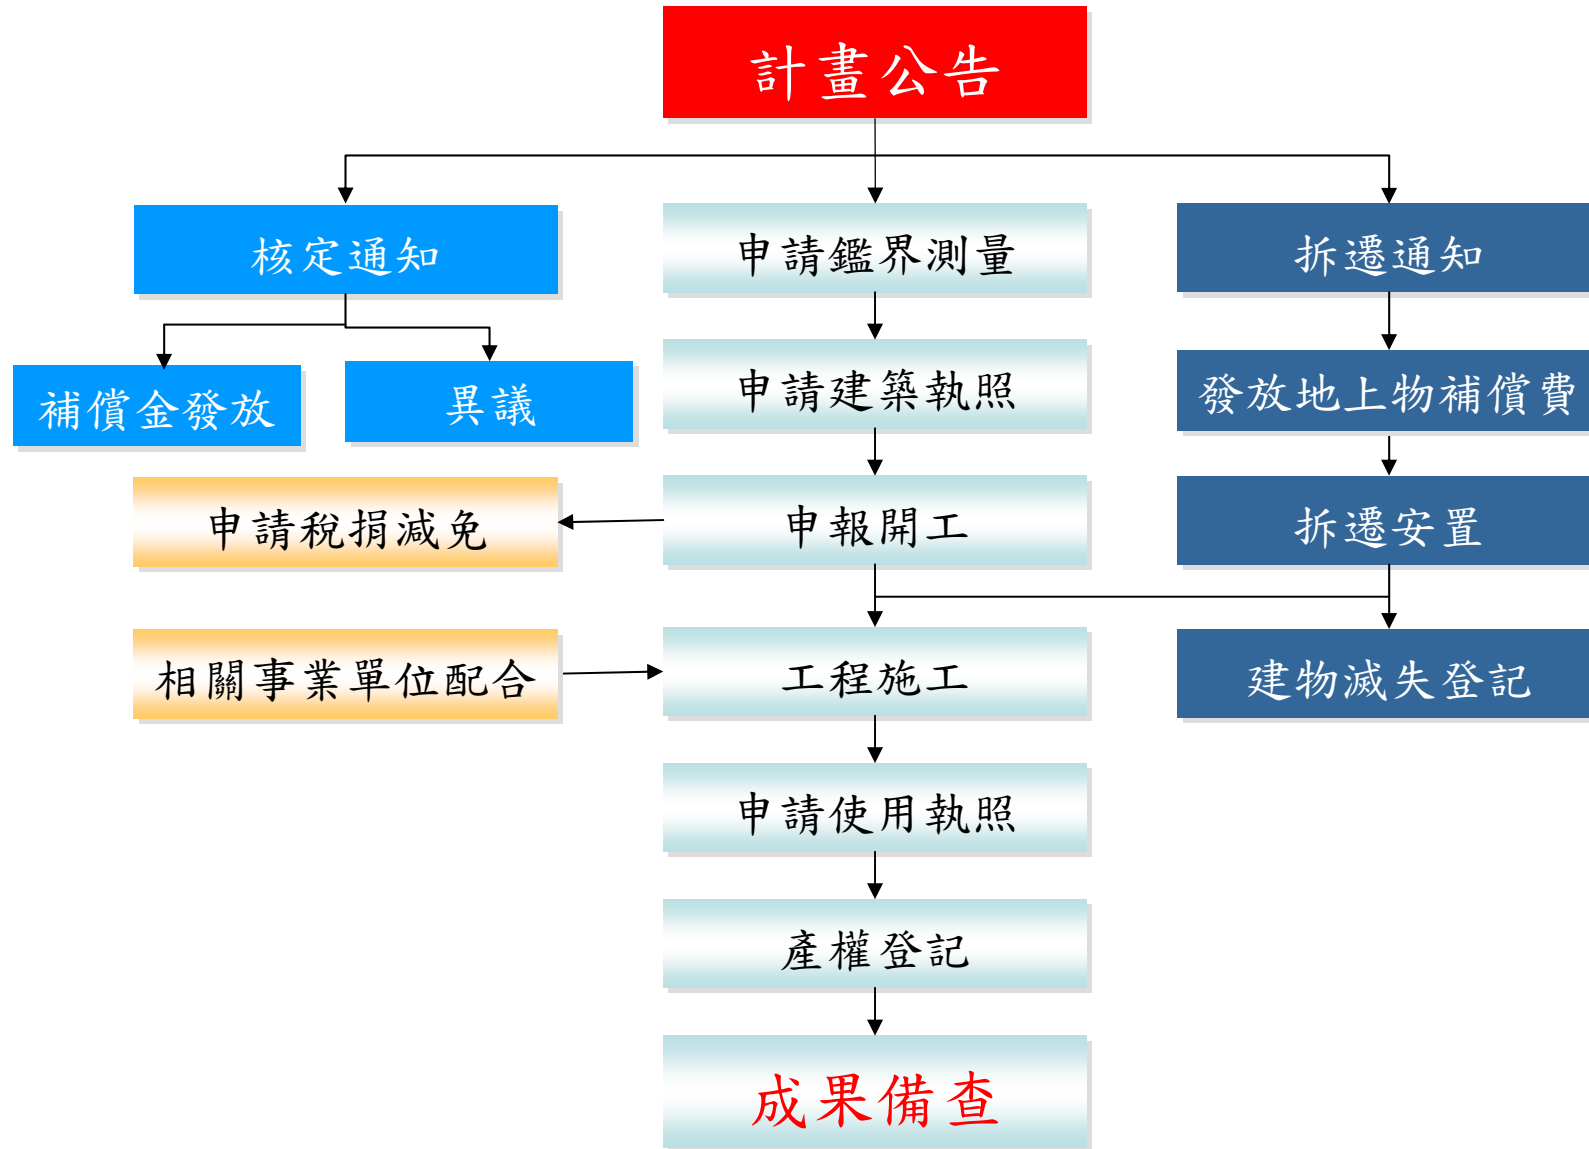 計畫公告
核定通知
申請鑑界測量
拆遷通知
補償金發放
異議
申請建築執照
發放地上物補償費
申請稅捐減免
申報開工
拆遷安置
相關事業單位配合
工程施工
建物滅失登記
申請使用執照
產權登記
成果備查